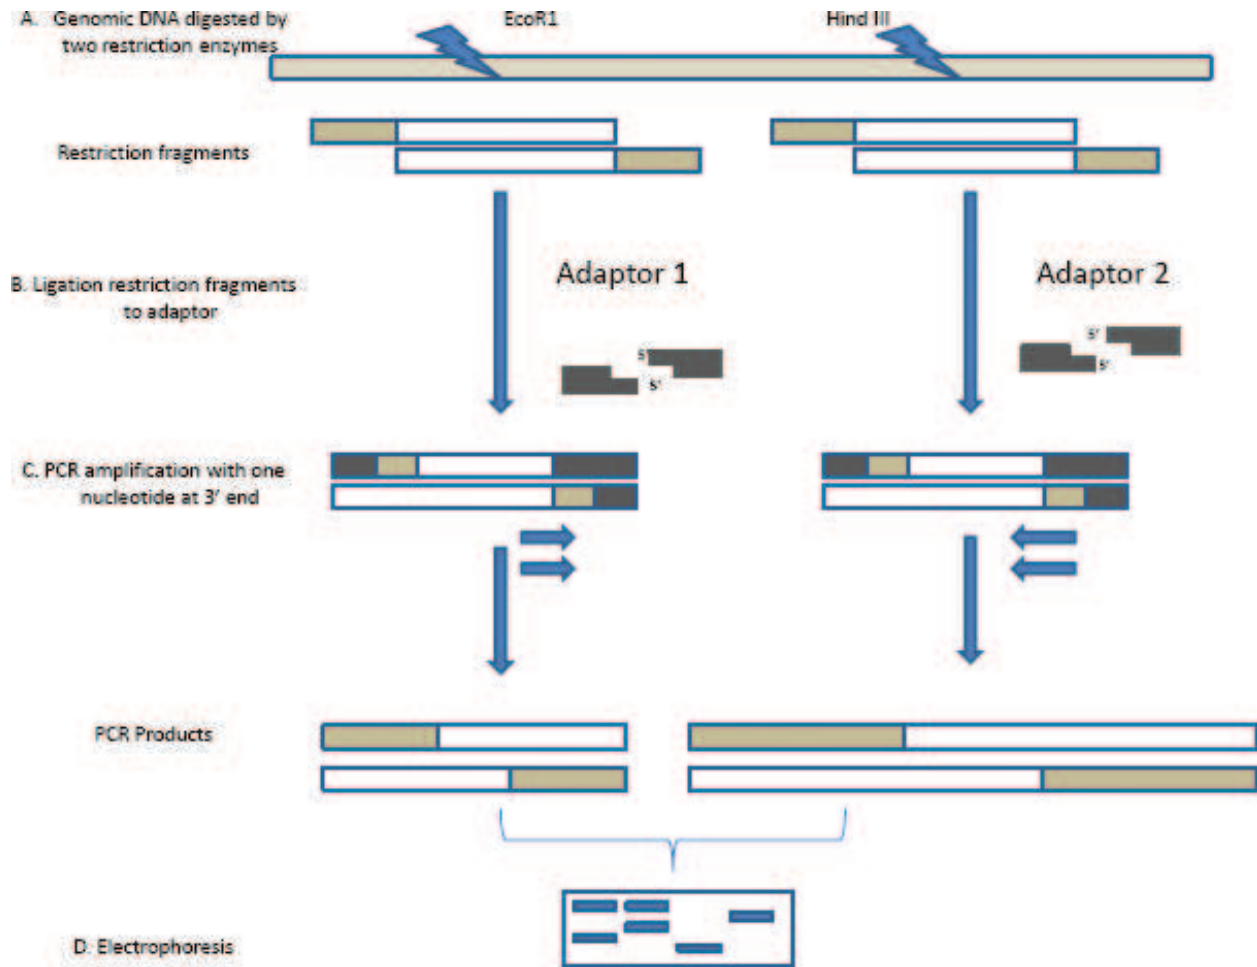 A. Genomic DNA digested by
two restriction enzymes
EcoR1
Hind III
Restriction fragments
Adaptor 1
Adaptor 2
B. Ligation restriction fragments
to adaptor
5'
5'
5'
5'
C. PCR amplification with one
nucleotide at 3' end
PCR Products
D. Electrophoresis